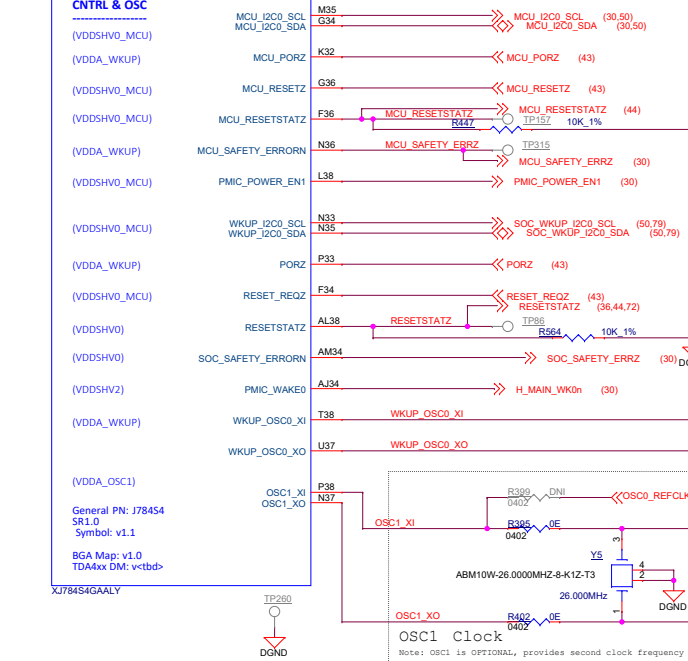 CNTRL & OSC
------------------
MCU_I2C0_SCL M35 MCU_I2C0_SCL (30,50)
MCU_I2C0_SDA G34 MCU_I2C0_SDA (30,50)
(VDDSHV0_MCU)
(VDDA_WKUP) MCU_PORZ K32 MCU_PORZ (43)
(VDDSHV0_MCU) MCU_RESETZ G36 MCU_RESETZ (43)
MCU_RESETSTATZ (44)
(VDDSHV0_MCU) MCU_RESETSTATZ F36 MCU_RESETSTATZ TP157
R447 10K_1%
(VDDA_WKUP) MCU_SAFETY_ERRORN N36 MCU_SAFETY_ERRZ TP315
MCU_SAFETY_ERRZ (30)
(VDDSHV0_MCU) PMIC_POWER_EN1 L38 PMIC_POWER_EN1 (30)
WKUP_I2C0_SCL N33 SOC_WKUP_I2C0_SCL (50,79)
(VDDSHV0_MCU) WKUP_I2C0_SDA N35 SOC_WKUP_I2C0_SDA (50,79)
(VDDA_WKUP) PORZ P33 PORZ (43)
(VDDSHV0_MCU) RESET_REQZ F34 RESET_REQZ (43)
RESETSTATZ (36,44,72)
(VDDSHV0) RESETSTATZ AL38 RESETSTATZ TP86
R564 10K_1%
(VDDSHV0) SOC_SAFETY_ERRORN AM34 SOC_SAFETY_ERRZ (30)
(VDDSHV2) PMIC_WAKE0 AJ34 H_MAIN_WK0n (30)
(VDDA_WKUP) WKUP_OSC0_XI T38 WKUP_OSC0_XI
WKUP_OSC0_XO U37 WKUP_OSC0_XO
(VDDA_OSC1)
OSC1_XI P38 R399 DNI OSC0_REFCLK
OSC1_XO N37 0402
General PN: J784S4
SR1.0
Symbol: v1.1
OSC1_XI R395 0E
0402
BGA Map: v1.0
TDA4xx DM: v<tbd>
3
Y5
4
2
ABM10W-26.0000MHZ-8-K1Z-T3
26.000MHz
1
DGND
XJ784S4GAALY
TP260
OSC1_XO R402 0E
0402
DGND
OSC1 Clock
Note: OSC1 is OPTIONAL, provides second clock frequency